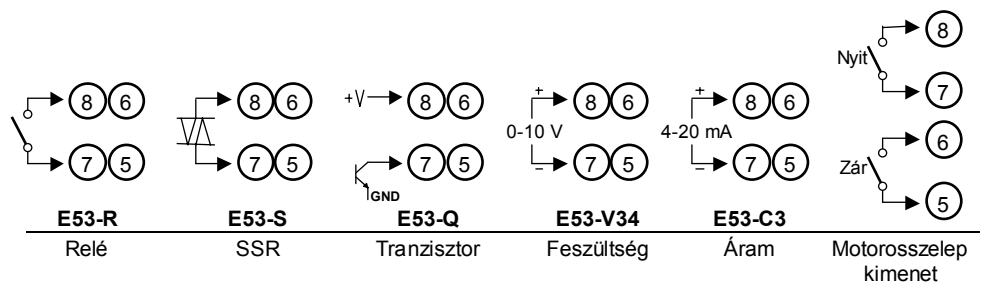 8 6 8 6 +V 8 6 + 8 6 + 8 6 Nyit 8
0-10 V 4-20 mA 7
7 5 7 5 7 5 − 7 5 − 7 5 Zár 6
GND 5
E53-R E53-S E53-Q E53-V34 E53-C3
Relé SSR Tranzisztor Feszültség Áram Motorosszelep
kimenet